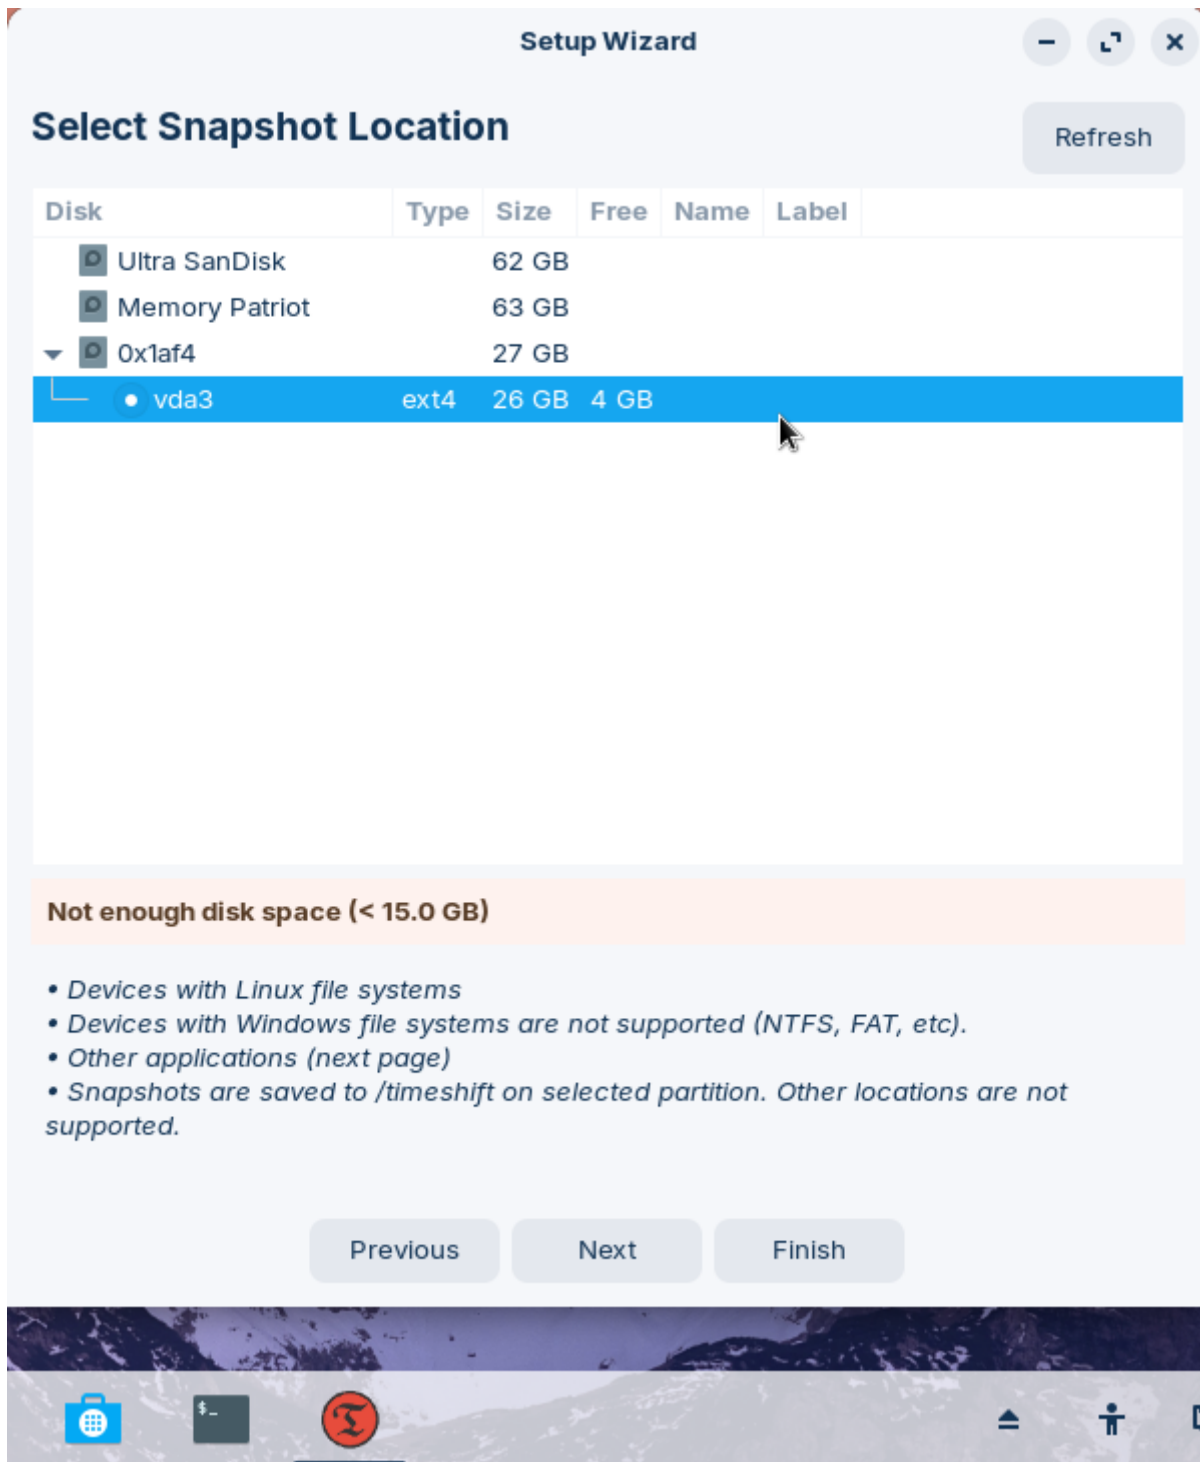 Setup Wizard
Select Snapshot Location
Refresh
Disk Type Size Free Name Label
Ultra SanDisk 62 GB
Memory Patriot 63 GB
0x1af4 27 GB
vda3 ext4 26 GB 4 GB
Not enough disk space (< 15.0 GB)
• Devices with Linux file systems
• Devices with Windows file systems are not supported (NTFS, FAT, etc).
• Other applications (next page)
• Snapshots are saved to /timeshift on selected partition. Other locations are not
supported.
Previous Next Finish
$_